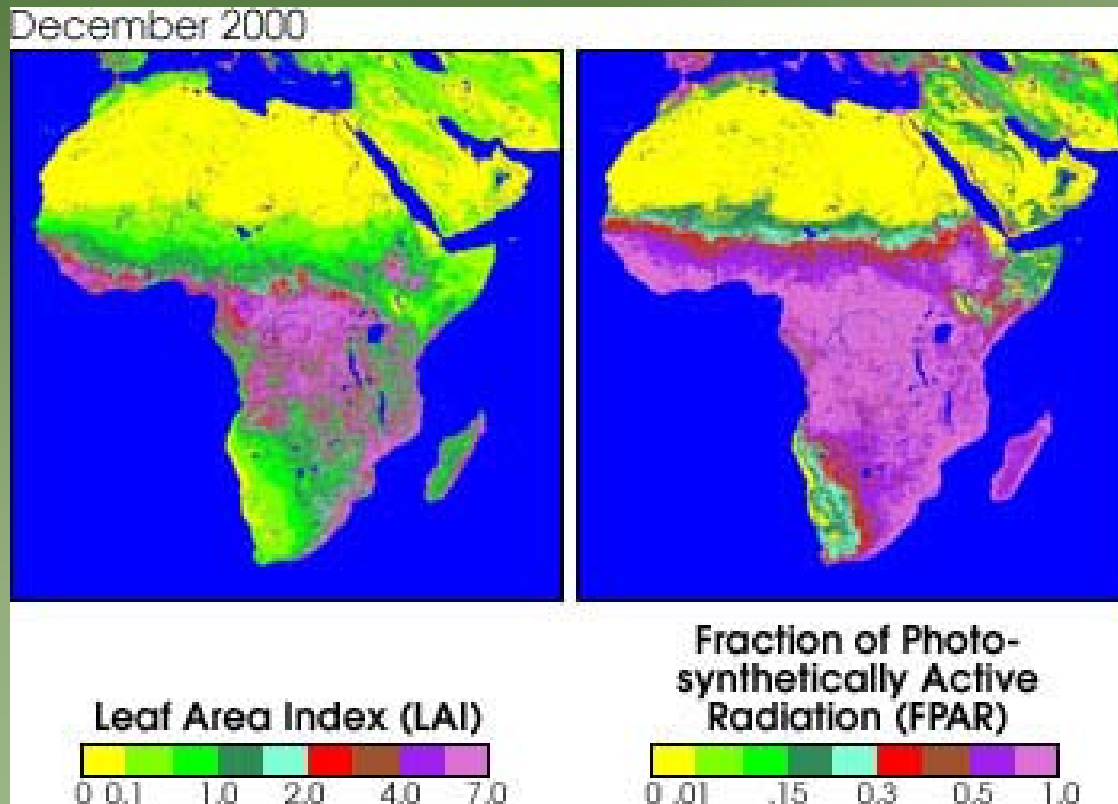 December 2000
Leaf Area Index (LAI)
0 0.1 1.0 2.0 4.0 7.0
Fraction of Photo-
synthetically Active
Radiation (FPAR)
0 .01 .15 0.3 0.5 1.0